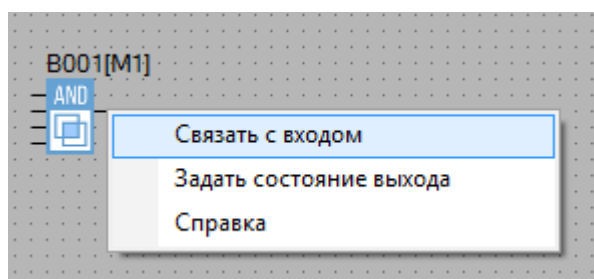 B001[M1]
AND
Связать с входом
Задать состояние выхода
Справка